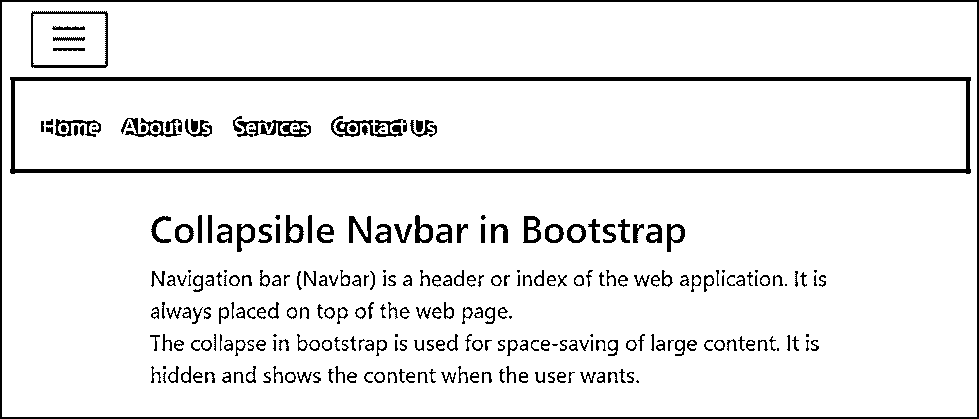 Home About Us Services Contact Us
Collapsible Navbar in Bootstrap
Navigation bar (Navbar) is a header or index of the web application. It is
always placed on top of the web page.
The collapse in bootstrap is used for space-saving of large content. It is
hidden and shows the content when the user wants.